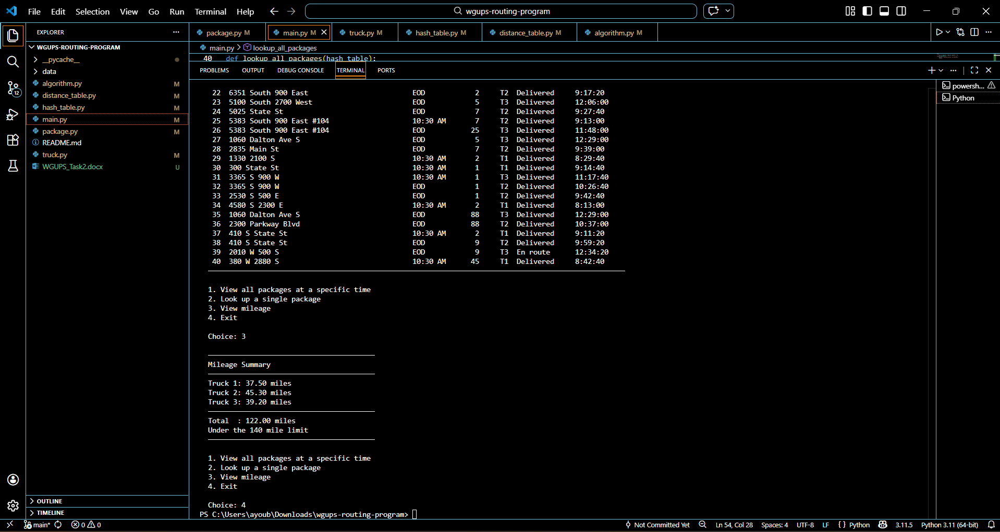 File Edit Selection View Go Run Terminal Help wgups-routing-program
EXPLORER
WGUPS-ROUTING-PROGRAM
__pycache__
data
algorithm.py M
distance_table.py M
hash_table.py M
main.py M
package.py M
README.md
truck.py M
WGUPS_Task2.docx U
OUTLINE
TIMELINE
12
package.py M main.py M truck.py M hash_table.py M distance_table.py M algorithm.py M
main.py > lookup_all_packages
40 def lookup_all_packages(hash_table):
PROBLEMS OUTPUT DEBUG CONSOLE TERMINAL PORTS
powersh...
Python
22 6351 South 900 East EOD 2 T2 Delivered 9:17:20
23 5100 South 2700 West EOD 5 T3 Delivered 12:06:00
24 5025 State St EOD 7 T2 Delivered 9:27:40
25 5383 South 900 East #104 10:30 AM 7 T2 Delivered 9:13:00
26 5383 South 900 East #104 EOD 25 T3 Delivered 11:48:00
27 1060 Dalton Ave S EOD 5 T3 Delivered 12:29:00
28 2835 Main St EOD 7 T2 Delivered 9:39:00
29 1330 2100 S 10:30 AM 2 T1 Delivered 8:29:40
30 300 State St 10:30 AM 1 T1 Delivered 9:14:40
31 3365 S 900 W 10:30 AM 1 T3 Delivered 11:17:40
32 3365 S 900 W EOD 1 T2 Delivered 10:26:40
33 2530 S 500 E EOD 1 T2 Delivered 9:42:40
34 4580 S 2300 E 10:30 AM 2 T1 Delivered 8:13:00
35 1060 Dalton Ave S EOD 88 T3 Delivered 12:29:00
36 2300 Parkway Blvd EOD 88 T2 Delivered 10:37:00
37 410 S State St 10:30 AM 2 T1 Delivered 9:11:20
38 410 S State St EOD 9 T2 Delivered 9:59:20
39 2010 W 500 S EOD 9 T3 En route 12:34:20
40 380 W 2880 S 10:30 AM 45 T1 Delivered 8:42:40
1. View all packages at a specific time
2. Look up a single package
3. View mileage
4. Exit
Choice: 3
Mileage Summary
Truck 1: 37.50 miles
Truck 2: 45.30 miles
Truck 3: 39.20 miles
Total : 122.00 miles
Under the 140 mile limit
1. View all packages at a specific time
2. Look up a single package
3. View mileage
4. Exit
Choice: 4
PS C:\Users\ayoub\Downloads\wgups-routing-program>
main* 0 0 Not Committed Yet Ln 54, Col 28 Spaces: 4 UTF-8 LF { } Python 3.11.5 Python 3.11 (64-bit)